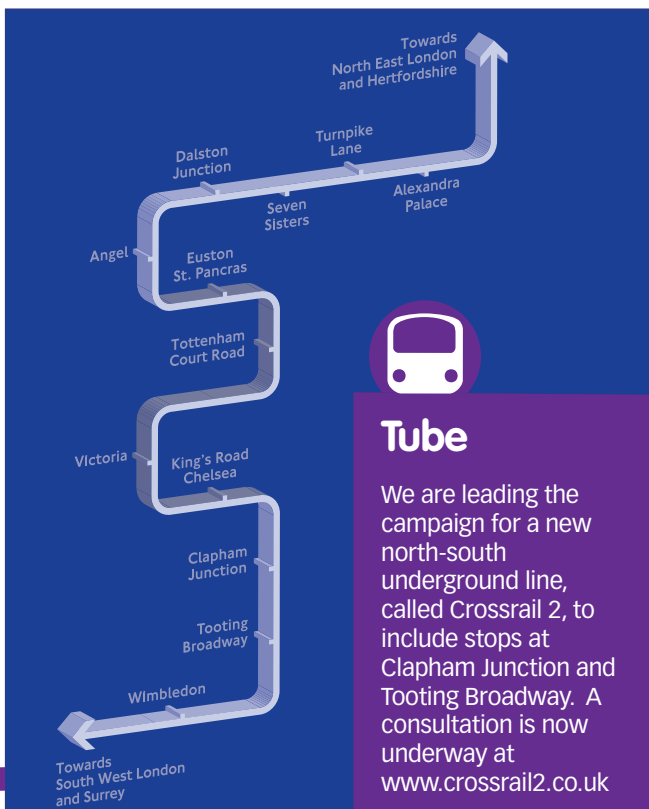 Towards
North East London
and Hertfordshire
Turnpike
Lane
Dalston
Junction
Alexandra
Palace
Seven
Sisters
Angel
Euston
St. Pancras
Tottenham
Court Road
VIctoria
King's Road
Chelsea
Clapham
Junction
Tooting
Broadway
WImbledon
Towards
South West London
and Surrey
Tube
We are leading the
campaign for a new
north-south
underground line,
called Crossrail 2, to
include stops at
Clapham Junction and
Tooting Broadway. A
consultation is now
underway at
www.crossrail2.co.uk